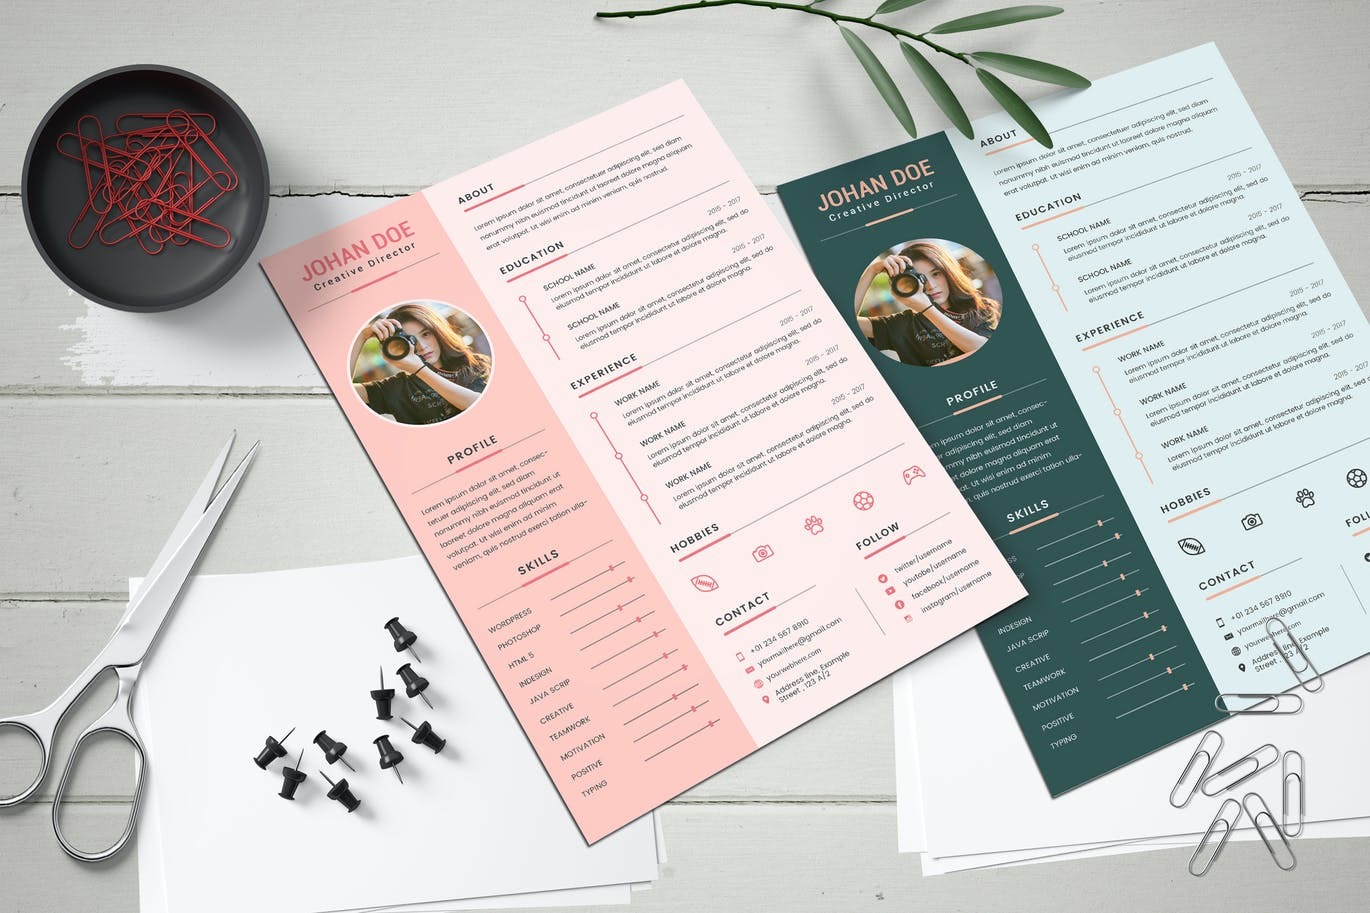 JOHAN DOE
Creative Director
PROFILE
Lorem ipsum dolor sit amet, consec-
tetuer adipiscing elit, sed diam
nonummy nibh euismod tincidunt ut
laoreet dolore magna aliquam erat
volutpat. Ut wisi enim ad minim
veniam, quis nostrud exerci tation ulla-
SKILLS
WORDPRESS
PHOTOSHOP
HTML 5
INDESIGN
JAVA SCRIP
CREATIVE
TEAMWORK
MOTIVATION
POSITIVE
TYPING
ABOUT
Lorem ipsum dolor sit amet, consectetuer adipiscing elit, sed diam
nonummy nibh euismod tincidunt ut laoreet dolore magna aliquam
erat volutpat. Ut wisi enim ad minim veniam, quis nostrud.
EDUCATION
2015 - 2017
SCHOOL NAME
Lorem ipsum dolor sit amet, consectetur adipiscing elit, sed do
eiusmod tempor incididunt ut labore et dolore magna.
2015 - 2017
SCHOOL NAME
Lorem ipsum dolor sit amet, consectetur adipiscing elit, sed do
eiusmod tempor incididunt ut labore et dolore magna.
EXPERIENCE
2015 - 2017
WORK NAME
Lorem ipsum dolor sit amet, consectetur adipiscing elit, sed do
eiusmod tempor incididunt ut labore et dolore magna.
2015 - 2017
WORK NAME
Lorem ipsum dolor sit amet, consectetur adipiscing elit, sed do
eiusmod tempor incididunt ut labore et dolore magna.
2015 - 2017
WORK NAME
Lorem ipsum dolor sit amet, consectetur adipiscing elit, sed do
eiusmod tempor incididunt ut labore et dolore magna.
HOBBIES
CONTACT
+01 234 567 8910
yourmailhere@gmail.com
yourwebhere.com
Address line, Example
Street , 123 A/2
FOLLOW
twitter/username
youtube/username
facebook/username
instagram/username
JOHAN DOE
Creative Director
PROFILE
dolor sit amet, consec-
adipiscing elit, sed diam
nibh euismod tincidunt ut
dolore magna aliquam erat
Ut wisi enim ad minim
quis nostrud exerci tation ulla-
SKILLS
INDESIGN
JAVA SCRIP
CREATIVE
TEAMWORK
MOTIVATION
POSITIVE
TYPING
ABOUT
Lorem ipsum dolor sit amet, consectetuer adipiscing elit, sed diam
nonummy nibh euismod tincidunt ut laoreet dolore magna aliquam
erat volutpat. Ut wisi enim ad minim veniam, quis nostrud.
EDUCATION
2015 - 2017
SCHOOL NAME
Lorem ipsum dolor sit amet, consectetur adipiscing elit, sed do
eiusmod tempor incididunt ut labore et dolore magna.
2015 - 2017
SCHOOL NAME
Lorem ipsum dolor sit amet, consectetur adipiscing elit, sed do
eiusmod tempor incididunt ut labore et dolore magna.
EXPERIENCE
2015 - 2017
WORK NAME
Lorem ipsum dolor sit amet, consectetur adipiscing elit, sed do
eiusmod tempor incididunt ut labore et dolore magna.
2015 - 2017
WORK NAME
Lorem ipsum dolor sit amet, consectetur adipiscing elit, sed
eiusmod tempor incididunt ut labore et dolore magna.
WORK NAME
Lorem ipsum dolor sit amet, consectetur adipiscing
eiusmod tempor incididunt ut labore et dolore magna.
HOBBIES
CONTACT
+01 234 567 8910
yourmailhere@gmail.com
yourwebhere.com
Address line, Example
Street , 123 A/2